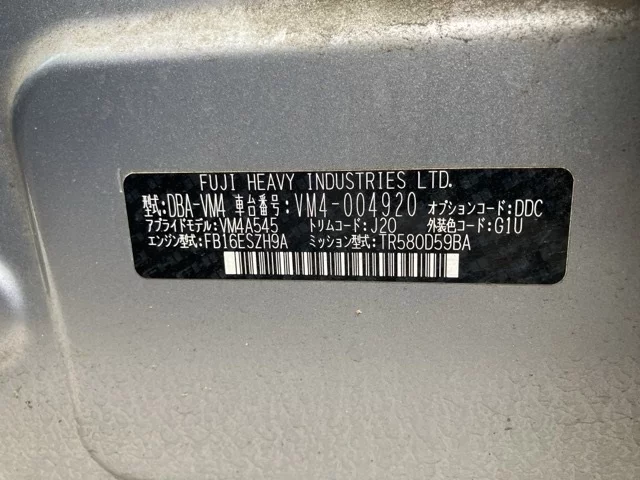 FUJI HEAVY INDUSTRIES LTD.
型式:DBA-VM4 車台番号:VM4-004920 オプションコード:DDC
アプライドモデル:VM4A545 トリムコード:J20 外装色コード:G1U
エンジン型式:FB16ESZH9A ミッション型式:TR580D59BA